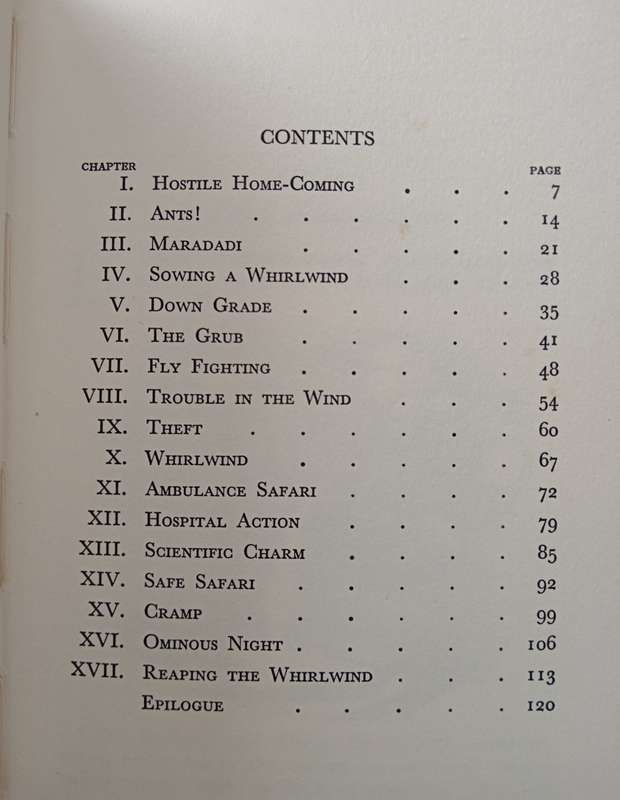 CONTENTS
CHAPTER PAGE
I. Hostile Home-Coming . . . 7
II. Ants! . . . . . . 14
III. Maradadi . . . . . 21
IV. Sowing a Whirlwind . . . 28
V. Down Grade . . . . . 35
VI. The Grub . . . . . 41
VII. Fly Fighting . . . . . 48
VIII. Trouble in the Wind . . . 54
IX. Theft . . . . . . 60
X. Whirlwind . . . . . 67
XI. Ambulance Safari . . . . 72
XII. Hospital Action . . . . 79
XIII. Scientific Charm . . . . 85
XIV. Safe Safari . . . . . 92
XV. Cramp . . . . . . 99
XVI. Ominous Night . . . . . 106
XVII. Reaping the Whirlwind . . . 113
Epilogue . . . . . 120